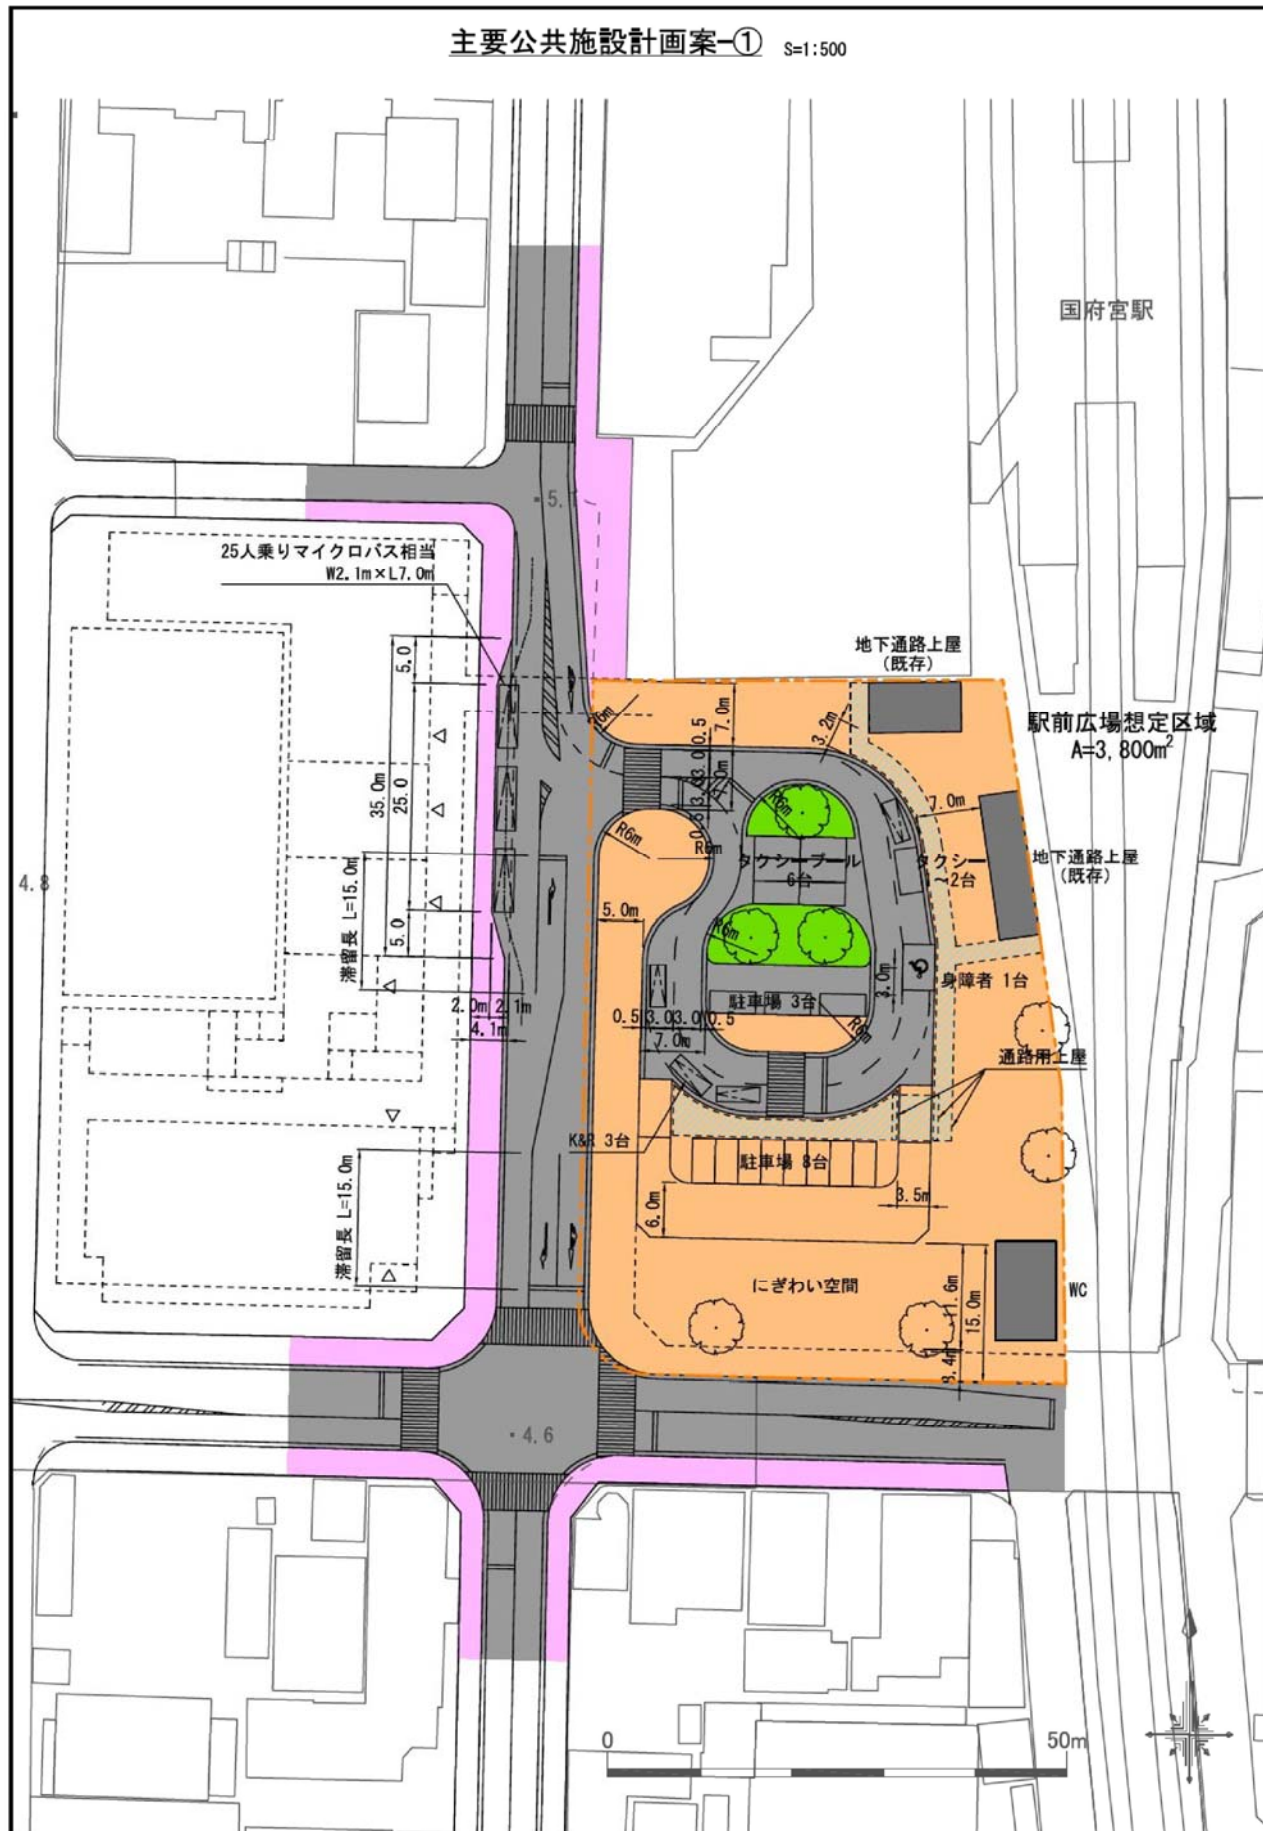 主要公共施設計画案-① S=1:500
国府宮駅
5.1
25人乗りマイクロバス相当
W2.1m×L7.0m
地下通路上屋
(既存)
駅前広場想定区域
A=3,800m²
5.0
35.0m
25.0
5.0
滞留長 L=15.0m
R6m
0.5
7.0m
3.0
3.2m
7.0m
R6m
R6m
R6m
タクシープール
6台
タクシー
~2台
地下通路上屋
(既存)
4.8
5.0m
R6m
3.0m
身障者 1台
2.0m 2.1m
4.1m
0.5 3.0 3.0 0.5
7.0m
駐車場 3台
R6m
通路用上屋
K&R 3台
駐車場 8台
滞留長 L=15.0m
6.0m
3.5m
にぎわい空間
11.6m
15.0m
3.4m
WC
4.6
0 50m